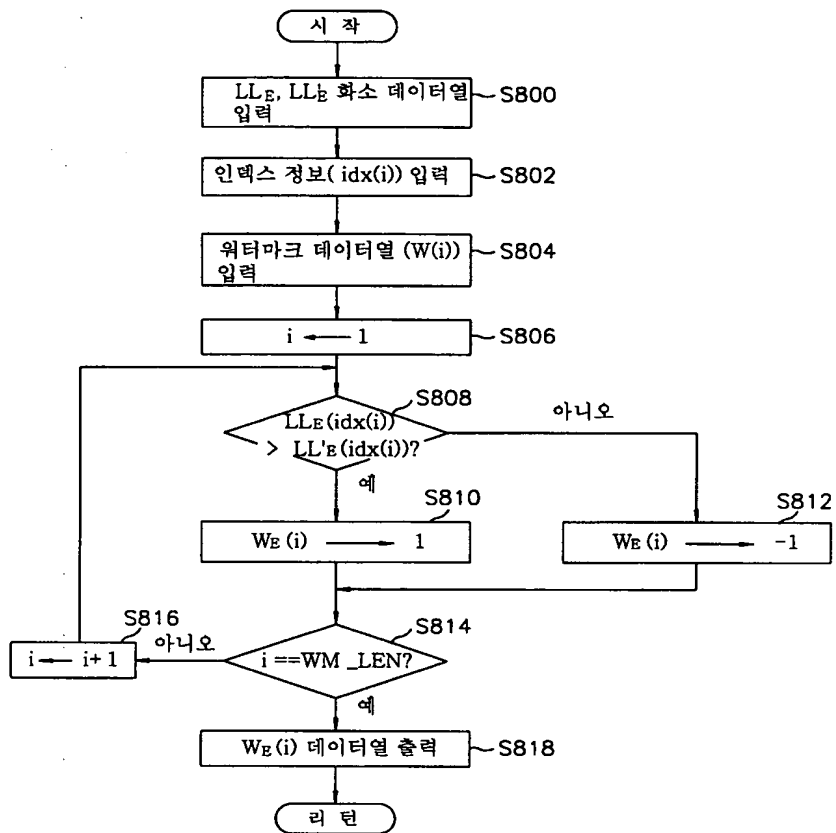 시 작
LLE, LL'E 화소 데이터열
입력
S800
인덱스 정보( idx(i)) 입력
S802
워터마크 데이터열 (W(i))
입력
S804
i ← 1
S806
S808
LLE(idx(i))
> LL'E(idx(i))?
아니오
예
S810
WE(i) → 1
S812
WE(i) → -1
S814
i ==WM _LEN?
아니오
S816
i ← i+1
예
WE(i) 데이터열 출력
S818
리 턴